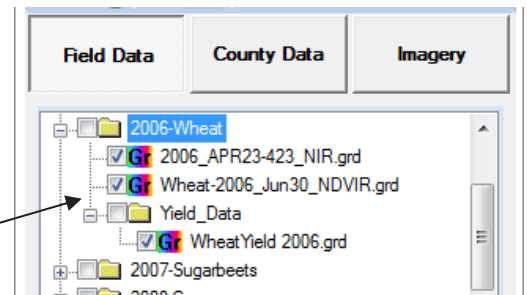 Field Data County Data Imagery
2006-Wheat
Gr 2006_APR23-423_NIR.grd
Gr Wheat-2006_Jun30_NDVIR.grd
Yield_Data
Gr WheatYield 2006.grd
2007-Sugarbeets